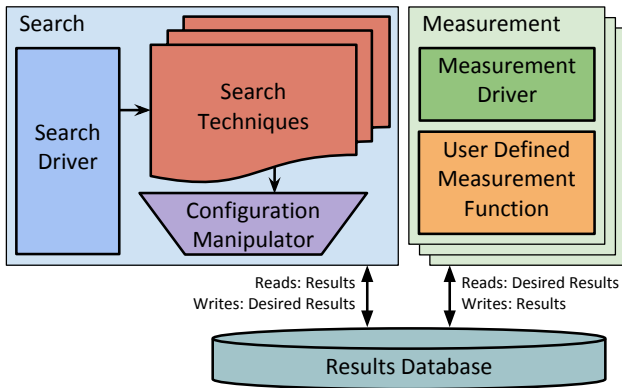 Search
Search
Driver
Search
Techniques
Configuration
Manipulator
Measurement
Measurement
Driver
User Defined
Measurement
Function
Reads: Results
Writes: Desired Results
Reads: Desired Results
Writes: Results
Results Database